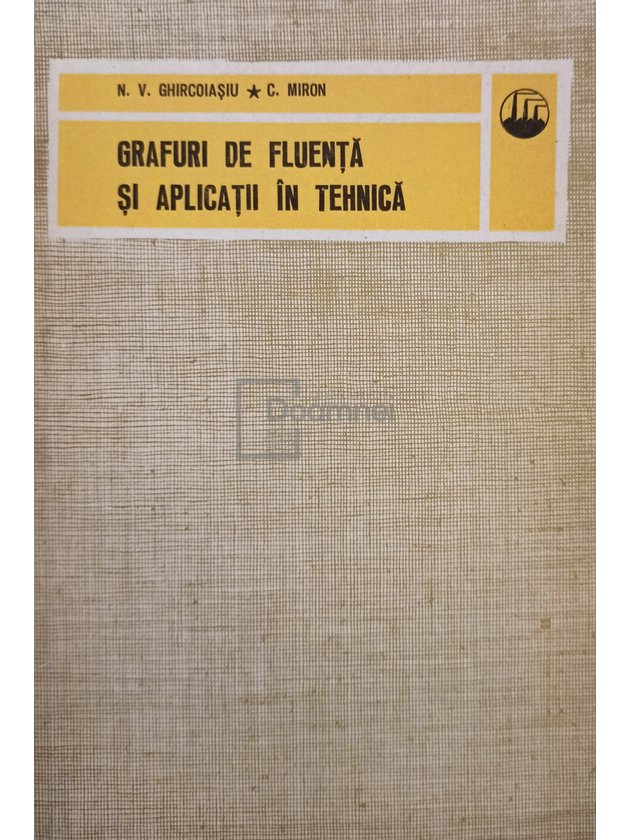 N. V. GHIRCOIAȘIU ★ C. MIRON
GRAFURI DE FLUENȚĂ
ȘI APLICAȚII ÎN TEHNICĂ
Doamnei